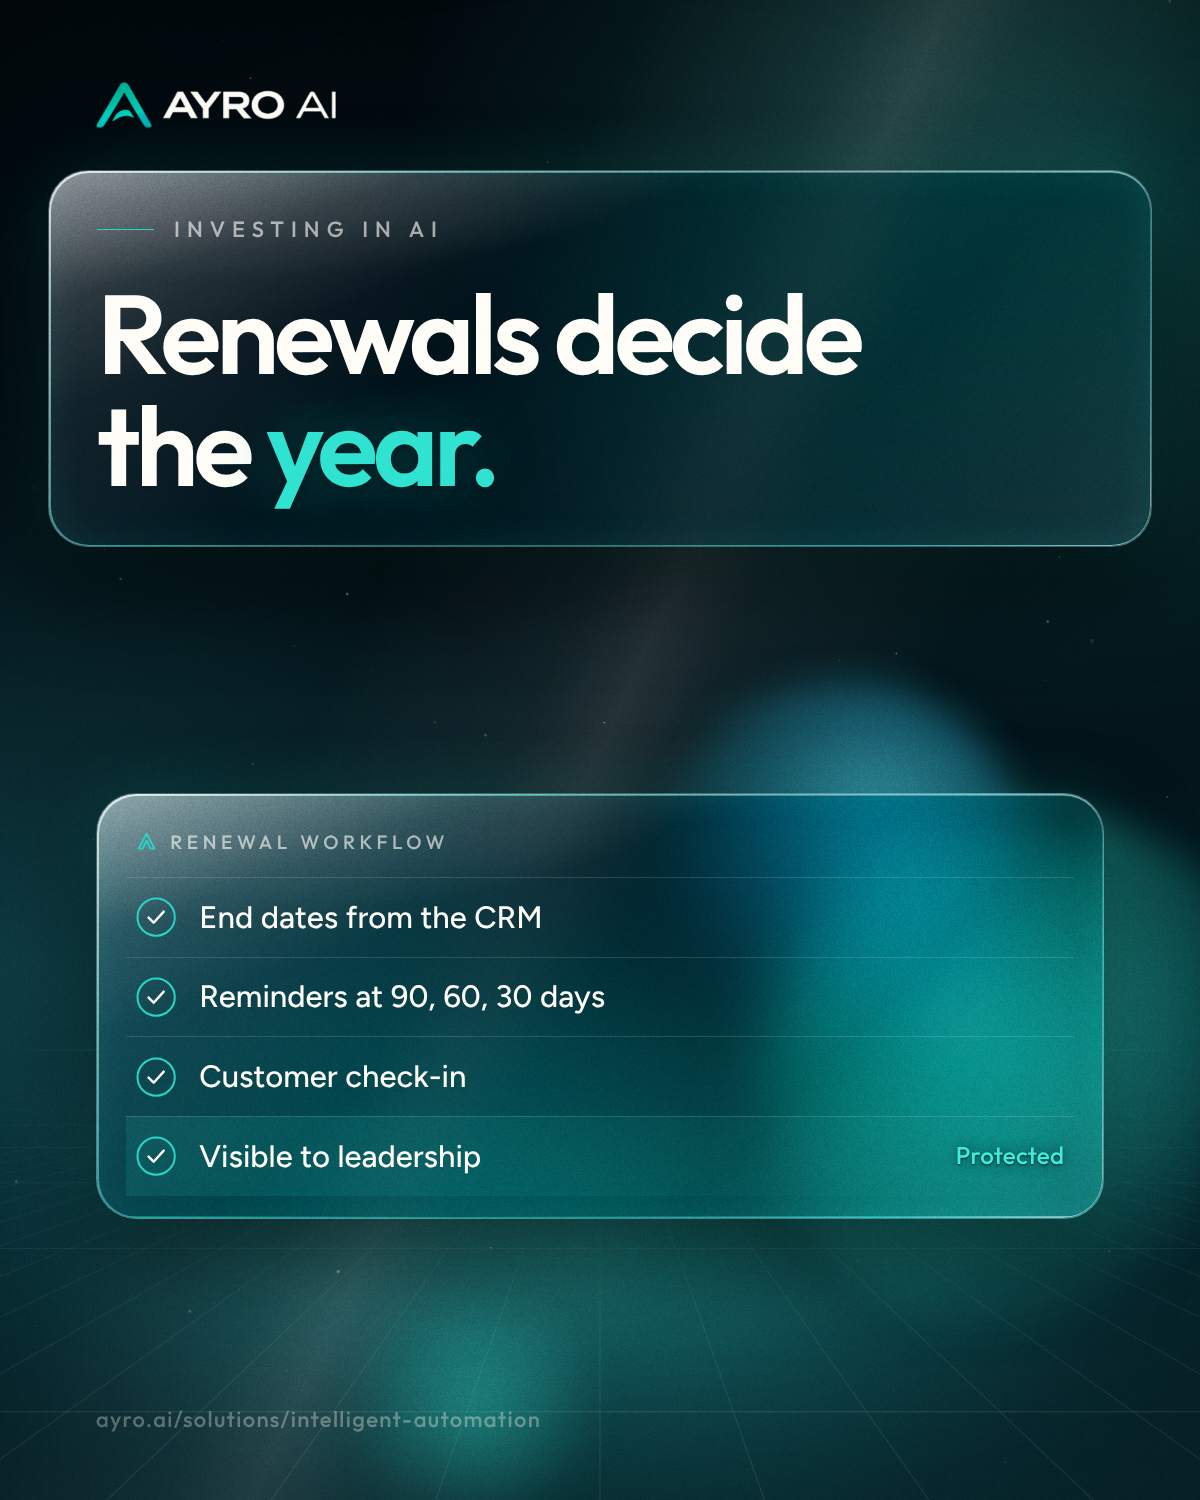 AYRO AI
INVESTING IN AI
Renewals decide
the year.
RENEWAL WORKFLOW
End dates from the CRM
Reminders at 90, 60, 30 days
Customer check-in
Visible to leadership
Protected
ayro.ai/solutions/intelligent-automation